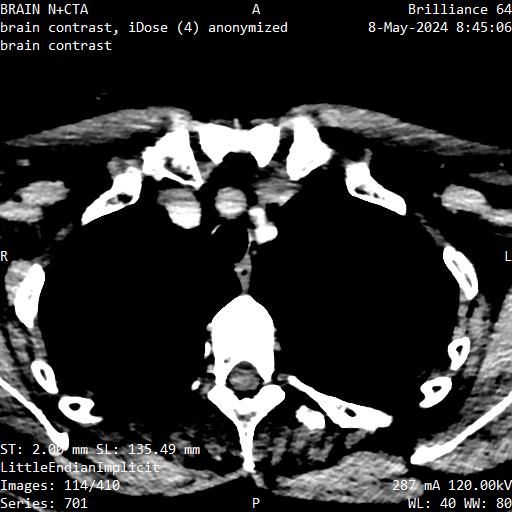 BRAIN N+CTA
brain contrast, iDose (4) anonymized
brain contrast
A
Brilliance 64
8-May-2024 8:45:06
R
L
ST: 2.00 mm SL: 135.49 mm
LittleEndianImplicit
Images: 114/410
Series: 701
P
287 mA 120.00kV
WL: 40 WW: 80